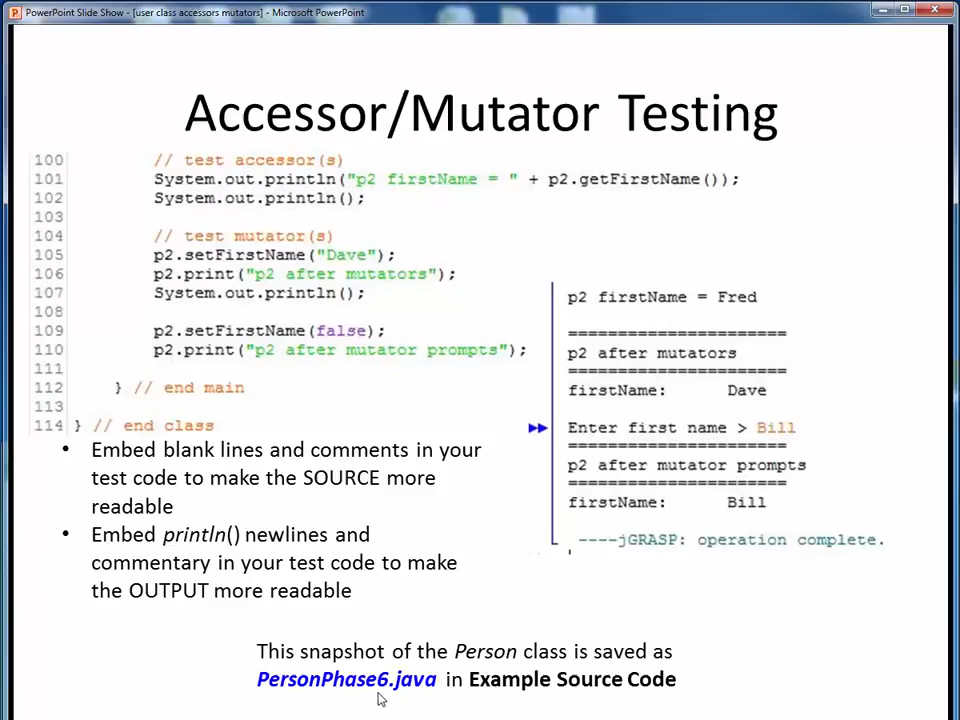 PowerPoint Slide Show - [user class accessors mutators] - Microsoft PowerPoint
Accessor/Mutator Testing
100 // test accessor(s)
101 System.out.println("p2 firstName = " + p2.getFirstName());
102 System.out.println();
103
104 // test mutator(s)
105 p2.setFirstName("Dave");
106 p2.print("p2 after mutators");
107 System.out.println();
108
109 p2.setFirstName(false);
110 p2.print("p2 after mutator prompts");
111
112 } // end main
113
114 } // end class
p2 firstName = Fred
======================
p2 after mutators
======================
firstName: Dave
Enter first name > Bill
======================
p2 after mutator prompts
======================
firstName: Bill
----jGRASP: operation complete.
• Embed blank lines and comments in your
test code to make the SOURCE more
readable
• Embed println() newlines and
commentary in your test code to make
the OUTPUT more readable
This snapshot of the Person class is saved as
PersonPhase6.java in Example Source Code